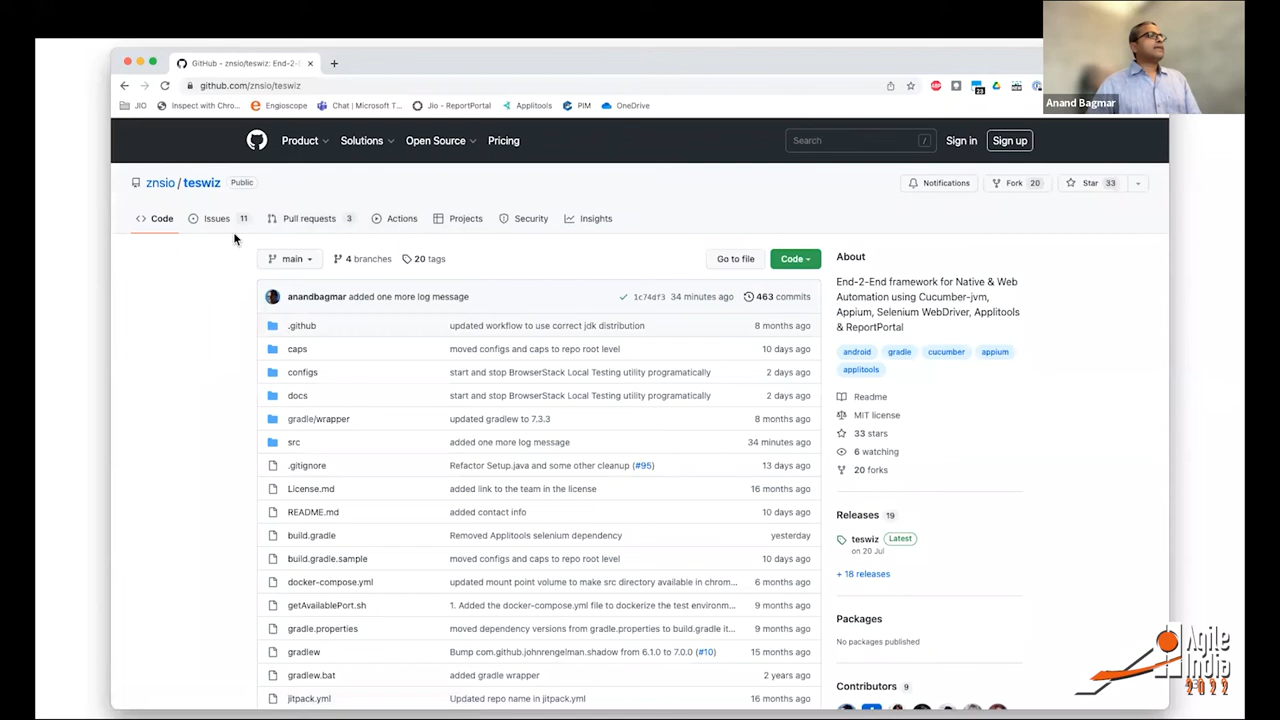 GitHub - znsio/teswiz: End-2-E
github.com/znsio/teswiz
JIO Inspect with Chro... Engioscope Chat | Microsoft T... Jio - ReportPortal Applitools PIM OneDrive
Anand Bagmar
Product Solutions Open Source Pricing Search / Sign in Sign up
znsio / teswiz Public Notifications Fork 20 Star 33
Code Issues 11 Pull requests 3 Actions Projects Security Insights
main 4 branches 20 tags Go to file Code
anandbagmar added one more log message 1c74df3 34 minutes ago 463 commits
.github updated workflow to use correct jdk distribution 8 months ago
caps moved configs and caps to repo root level 10 days ago
configs start and stop BrowserStack Local Testing utility programatically 2 days ago
docs start and stop BrowserStack Local Testing utility programatically 2 days ago
gradle/wrapper updated gradlew to 7.3.3 8 months ago
src added one more log message 34 minutes ago
.gitignore Refactor Setup.java and some other cleanup (#95) 13 days ago
License.md added link to the team in the license 16 months ago
README.md added contact info 10 days ago
build.gradle Removed Applitools selenium dependency yesterday
build.gradle.sample moved configs and caps to repo root level 10 days ago
docker-compose.yml updated mount point volume to make src directory available in chrom... 6 months ago
getAvailablePort.sh 1. Added the docker-compose.yml file to dockerize the test environm... 9 months ago
gradle.properties moved dependency versions from gradle.properties to build.gradle it... 9 months ago
gradlew Bump com.github.johnrengelman.shadow from 6.1.0 to 7.0.0 (#10) 15 months ago
gradlew.bat added gradle wrapper 2 years ago
jitpack.yml Updated repo name in jitpack.yml 16 months ago
About
End-2-End framework for Native & Web
Automation using Cucumber-jvm,
Appium, Selenium WebDriver, Applitools
& ReportPortal
android gradle cucumber appium
applitools
Readme
MIT license
33 stars
6 watching
20 forks
Releases 19
teswiz Latest
on 20 Jul
+ 18 releases
Packages
No packages published
Contributors 9
Agile
India
2022